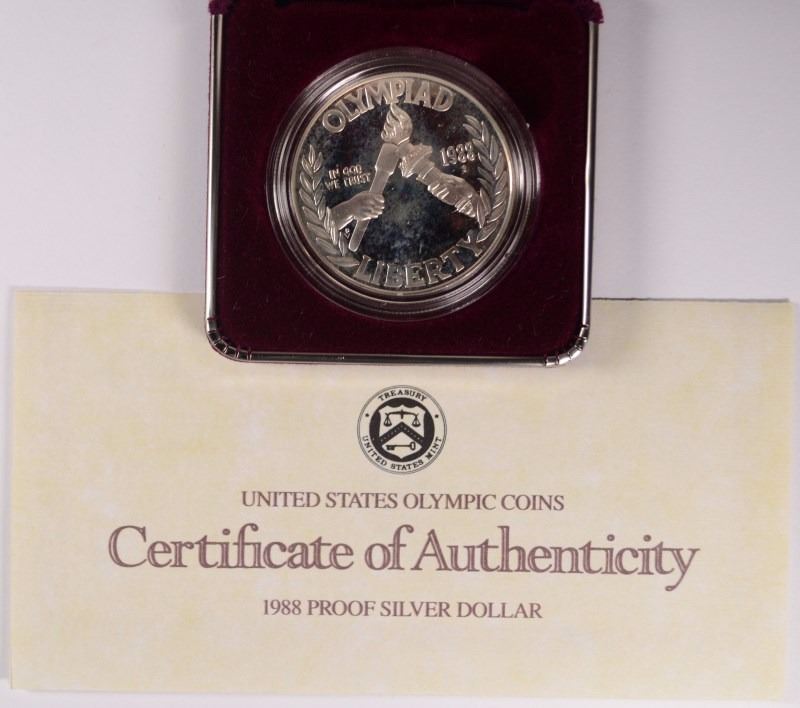 OLYMPIAD
IN GOD
WE TRUST
1988
S
LIBERTY
TREASURY
UNITED STATES MINT
UNITED STATES OLYMPIC COINS
Certificate of Authenticity
1988 PROOF SILVER DOLLAR